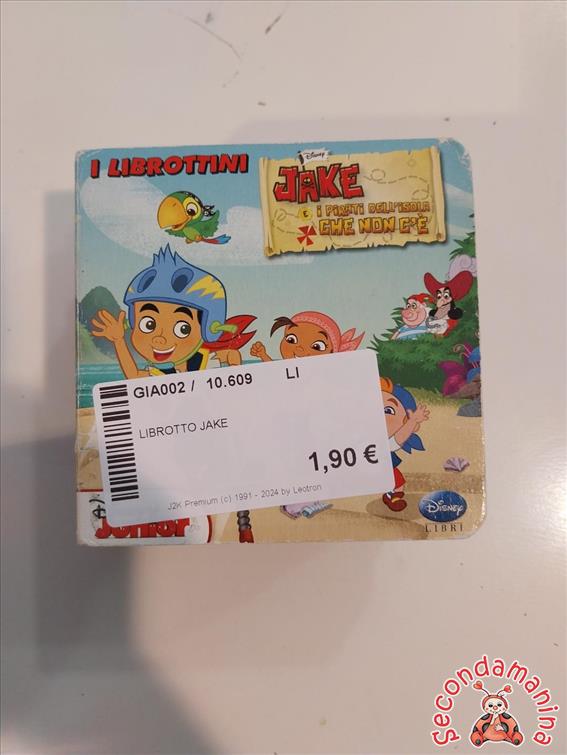 I LIBROTTINI
Disney
JAKE
E I PIRATI DELL'ISOLA
CHE NON C'È
GIA002 / 10.609 LI
LIBROTTO JAKE
1,90 €
J2K Premium (c) 1991 - 2024 by Leotron
Junior
Disney
LIBRI
Secondamanina